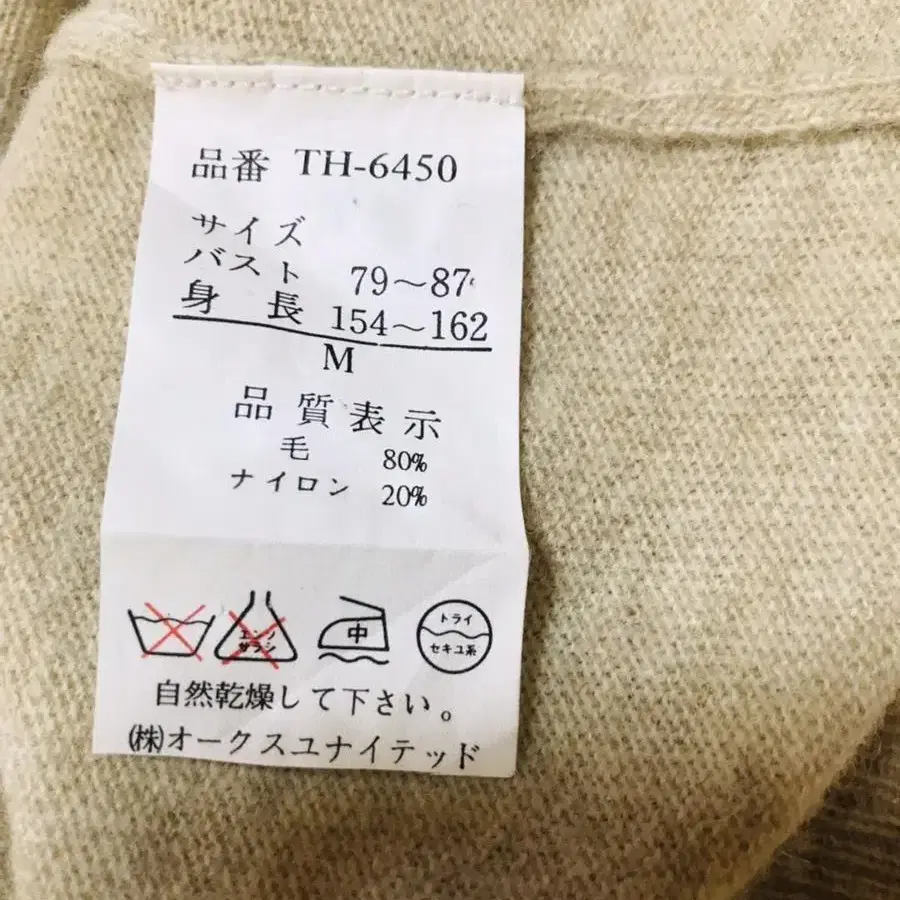 品番 TH-6450
サイズ
バスト 79～87
身長 154～162
M
品質表示
毛 80%
ナイロン 20%
エンソ
サラシ
中
ドライ
セキユ系
自然乾燥して下さい。
㈱オークスユナイテッド